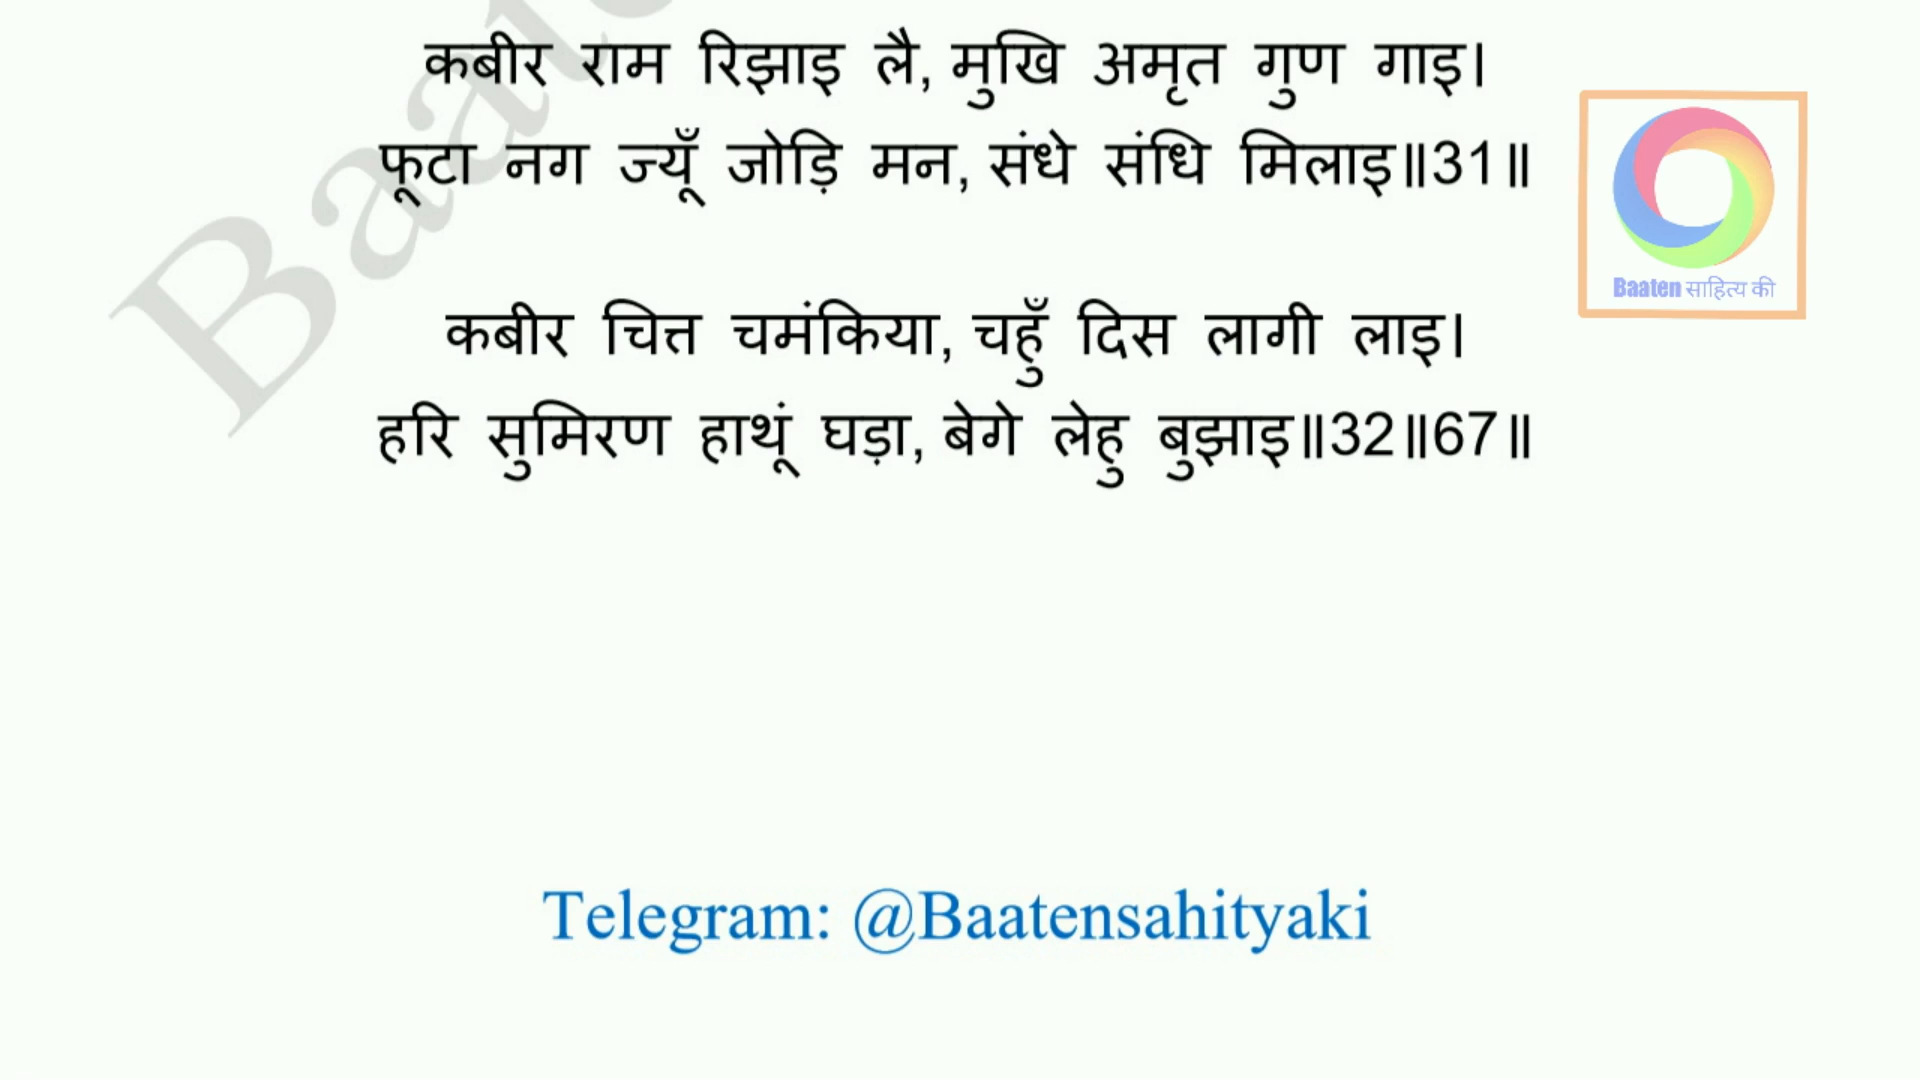 कबीर राम रिझाइ लै, मुखि अमृत गुण गाइ।
फूटा नग ज्यूँ जोड़ि मन, संधे संधि मिलाइ॥31॥
Baaten साहित्य की
कबीर चित्त चमंकिया, चहुँ दिस लागी लाइ।
हरि सुमिरण हाथूं घड़ा, बेगे लेहु बुझाइ॥32॥67॥
Telegram: @Baatensahityaki